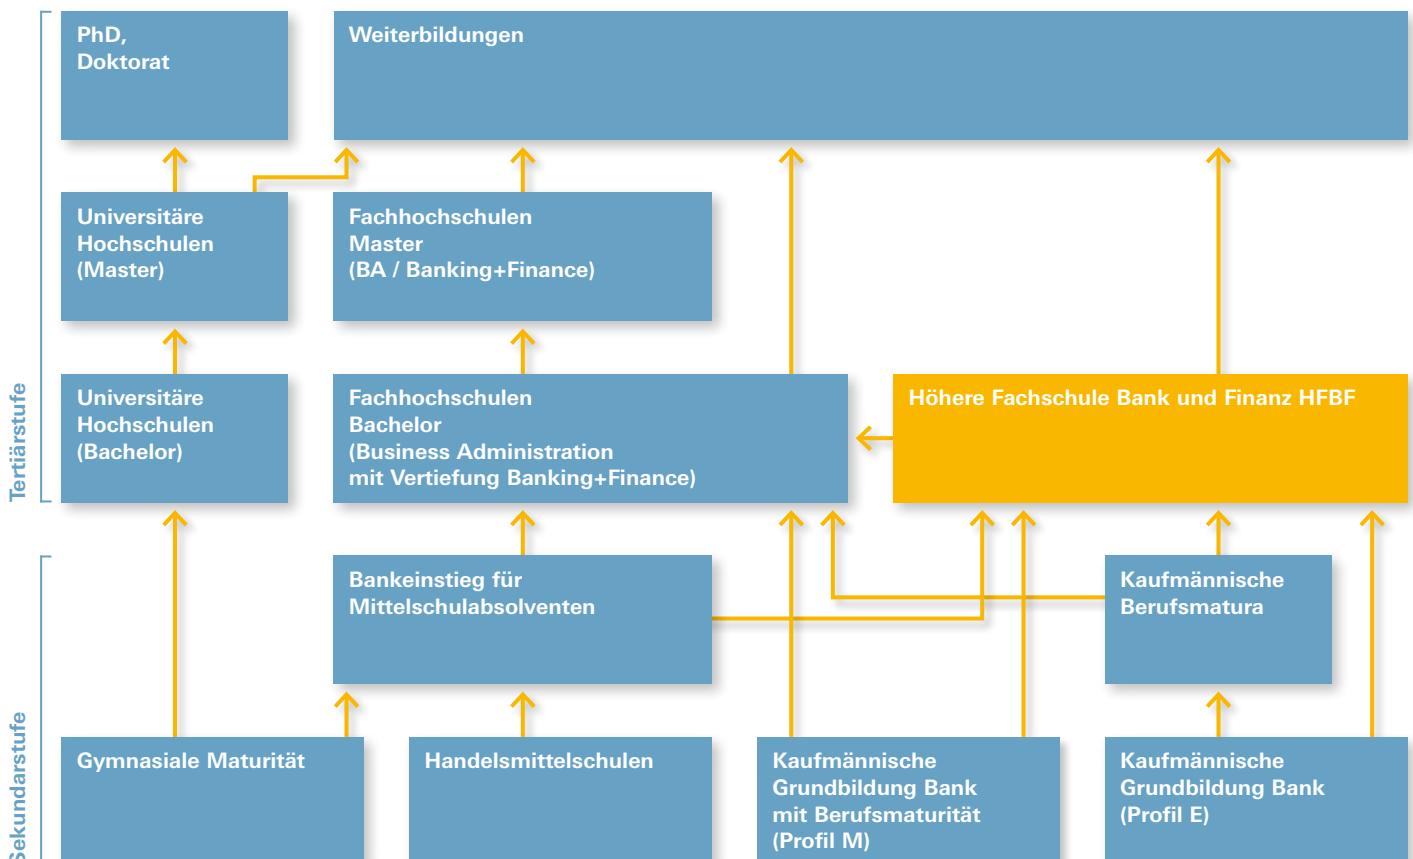 PhD,
Doktorat
Weiterbildungen
Universitäre
Hochschulen
(Master)
Fachhochschulen
Master
(BA / Banking+Finance)
Tertiärstufe
Universitäre
Hochschulen
(Bachelor)
Fachhochschulen
Bachelor
(Business Administration
mit Vertiefung Banking+Finance)
Höhere Fachschule Bank und Finanz HFBF
Bankeinstieg für
Mittelschulabsolventen
Kaufmännische
Berufsmatura
Sekundarstufe
Gymnasiale Maturität
Handelsmittelschulen
Kaufmännische
Grundbildung Bank
mit Berufsmaturität
(Profil M)
Kaufmännische
Grundbildung Bank
(Profil E)